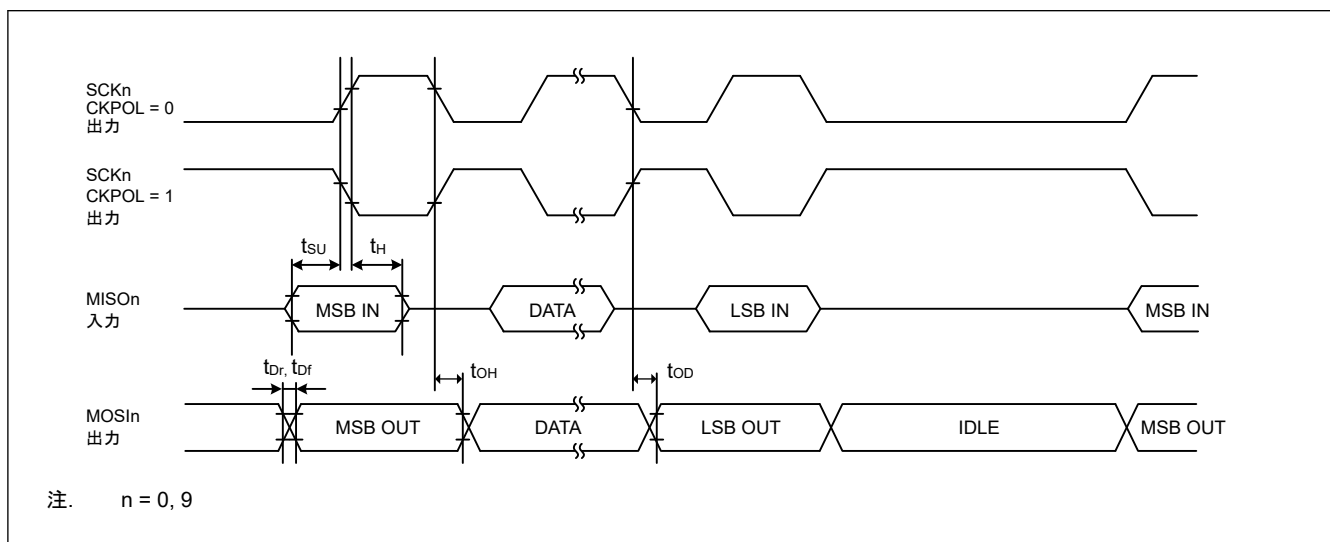 SCKn
CKPOL = 0
出力
SCKn
CKPOL = 1
出力
tSU
tH
MISOn
入力
MSB IN
DATA
LSB IN
MSB IN
tDr, tDf
tOH
tOD
MOSIn
出力
MSB OUT
DATA
LSB OUT
IDLE
MSB OUT
注. n = 0, 9